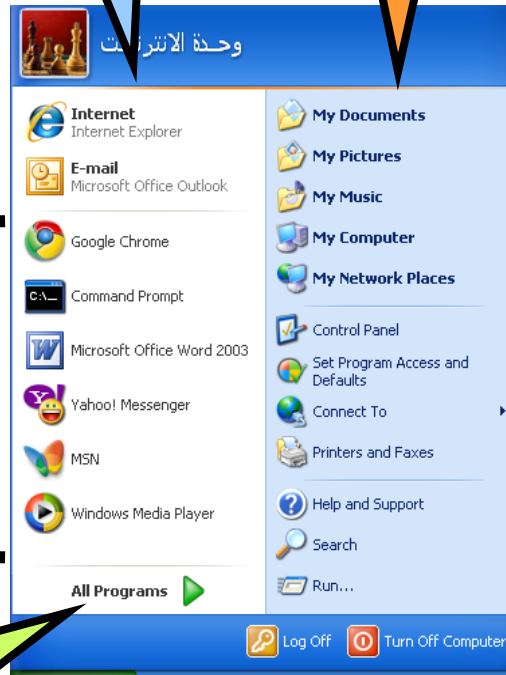 وحدة الانترنت
Internet
Internet Explorer
E-mail
Microsoft Office Outlook
Google Chrome
C:\_
Command Prompt
Microsoft Office Word 2003
Yahoo! Messenger
MSN
Windows Media Player
All Programs
My Documents
My Pictures
My Music
My Computer
My Network Places
Control Panel
Set Program Access and
Defaults
Connect To
Printers and Faxes
Help and Support
Search
Run...
Log Off
Turn Off Computer